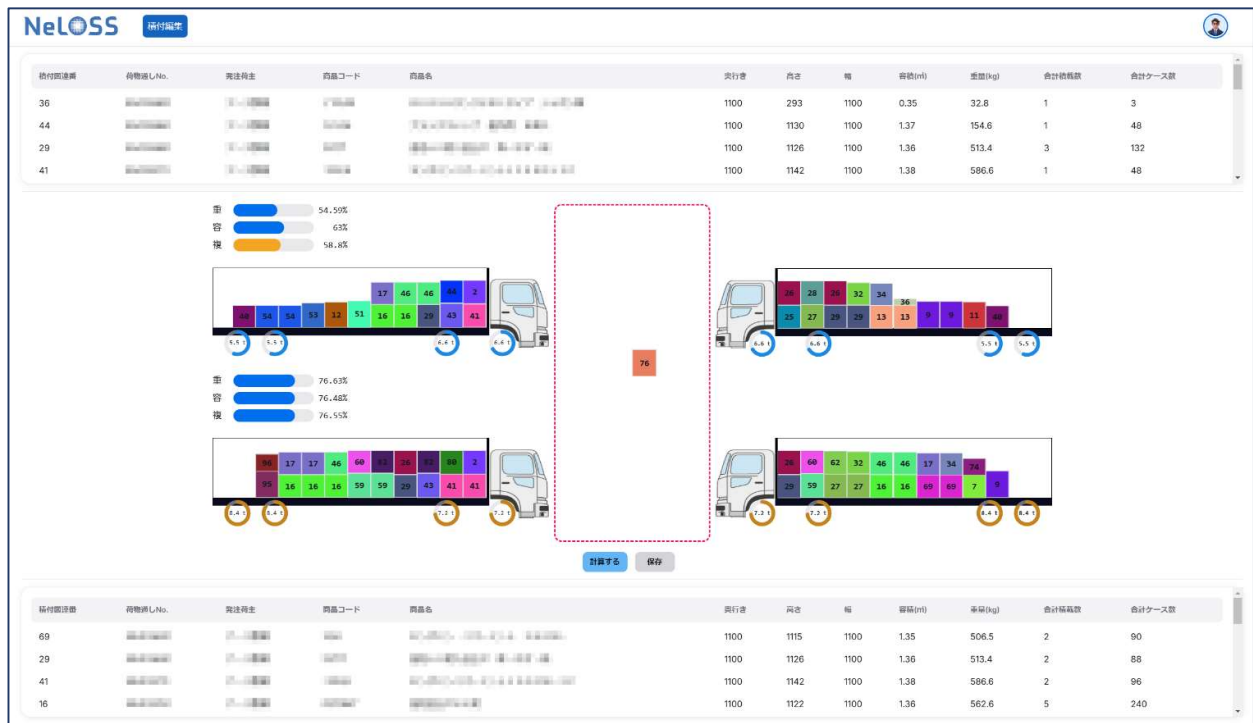 NeLOSS 積付編集
積付図連番 荷物通しNo. 発注荷主 商品コード 商品名 奥行き 高さ 幅 容積(㎥) 重量(kg) 合計積載数 合計ケース数
36 1100 293 1100 0.35 32.8 1 3
44 1100 1130 1100 1.37 154.6 1 48
29 1100 1126 1100 1.36 513.4 3 132
41 1100 1142 1100 1.38 586.6 1 48
重 54.59%
容 63%
複 58.8%
17 46 46 44 2
40 54 54 53 12 51 16 16 29 43 41
5.5 t 5.5 t 6.6 t 6.6 t
26 28 26 32 34 36
25 27 29 29 13 13 9 9 11 40
6.6 t 6.6 t 5.5 t 5.5 t
76
重 76.63%
容 76.48%
複 76.55%
96 17 17 46 60 26 80 2
95 16 16 16 59 59 29 43 41 41
8.4 t 8.4 t 7.2 t 7.2 t
26 60 62 32 46 46 17 34 74
29 59 27 27 16 16 69 69 7 9
7.2 t 7.2 t 8.4 t 8.4 t
計算する 保存
積付図連番 荷物通しNo. 発注荷主 商品コード 商品名 奥行き 高さ 幅 容積(㎥) 重量(kg) 合計積載数 合計ケース数
69 1100 1115 1100 1.35 506.5 2 90
29 1100 1126 1100 1.36 513.4 2 88
41 1100 1142 1100 1.38 586.6 2 96
16 1100 1122 1100 1.36 562.6 5 240